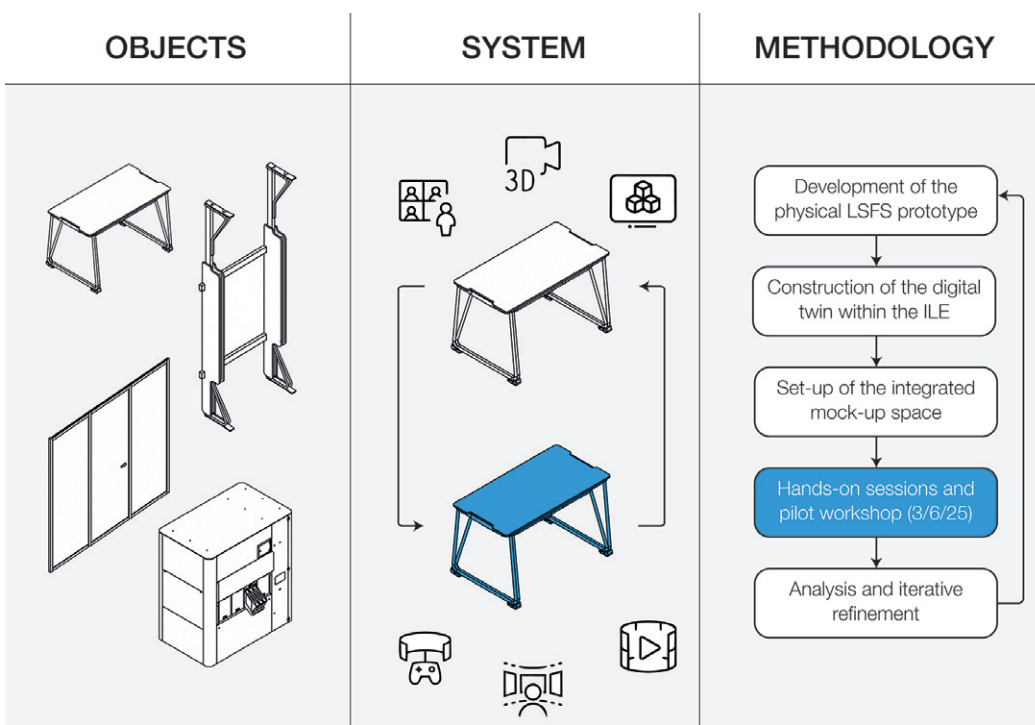 OBJECTS
SYSTEM
METHODOLOGY
3D
Development of the
physical LSFS prototype
Construction of the digital
twin within the ILE
Set-up of the integrated
mock-up space
Hands-on sessions and
pilot workshop (3/6/25)
Analysis and iterative
refinement